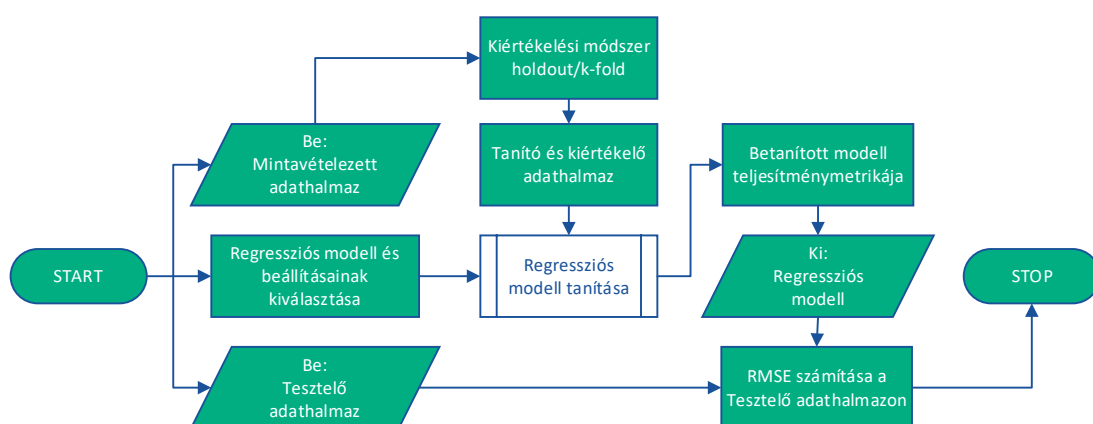 Kiértékelési módszer
holdout/k-fold
Be:
Mintavételezett
adathalmaz
Tanító és kiértékelő
adathalmaz
Betanított modell
teljesítménymetrikája
START
Regressziós modell és
beállításainak
kiválasztása
Regressziós
modell tanítása
Ki:
Regressziós
modell
STOP
Be:
Tesztelő
adathalmaz
RMSE számítása a
Tesztelő adathalmazon